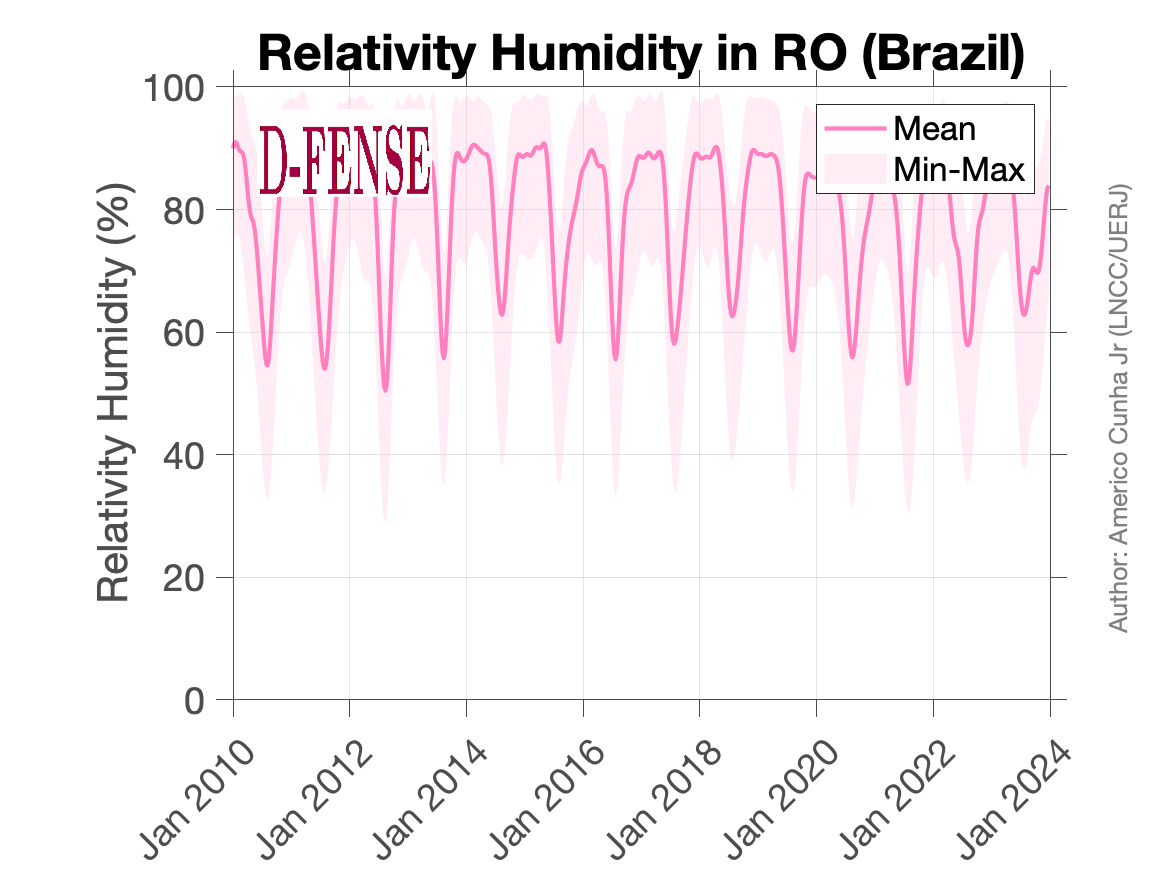 Relativity Humidity in RO (Brazil)
D-FENSE
Mean
Min-Max
100
80
60
40
20
0
Relativity Humidity (%)
Jan 2010
Jan 2012
Jan 2014
Jan 2016
Jan 2018
Jan 2020
Jan 2022
Jan 2024
Author: Americo Cunha Jr (LNCC/UERJ)